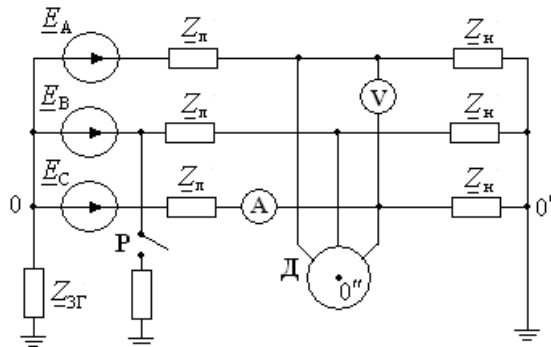 E_A Z_л Z_н
V
E_B Z_л Z_н
E_C Z_л A Z_н
0 0'
Р
Д 0''
Z_ЗГ